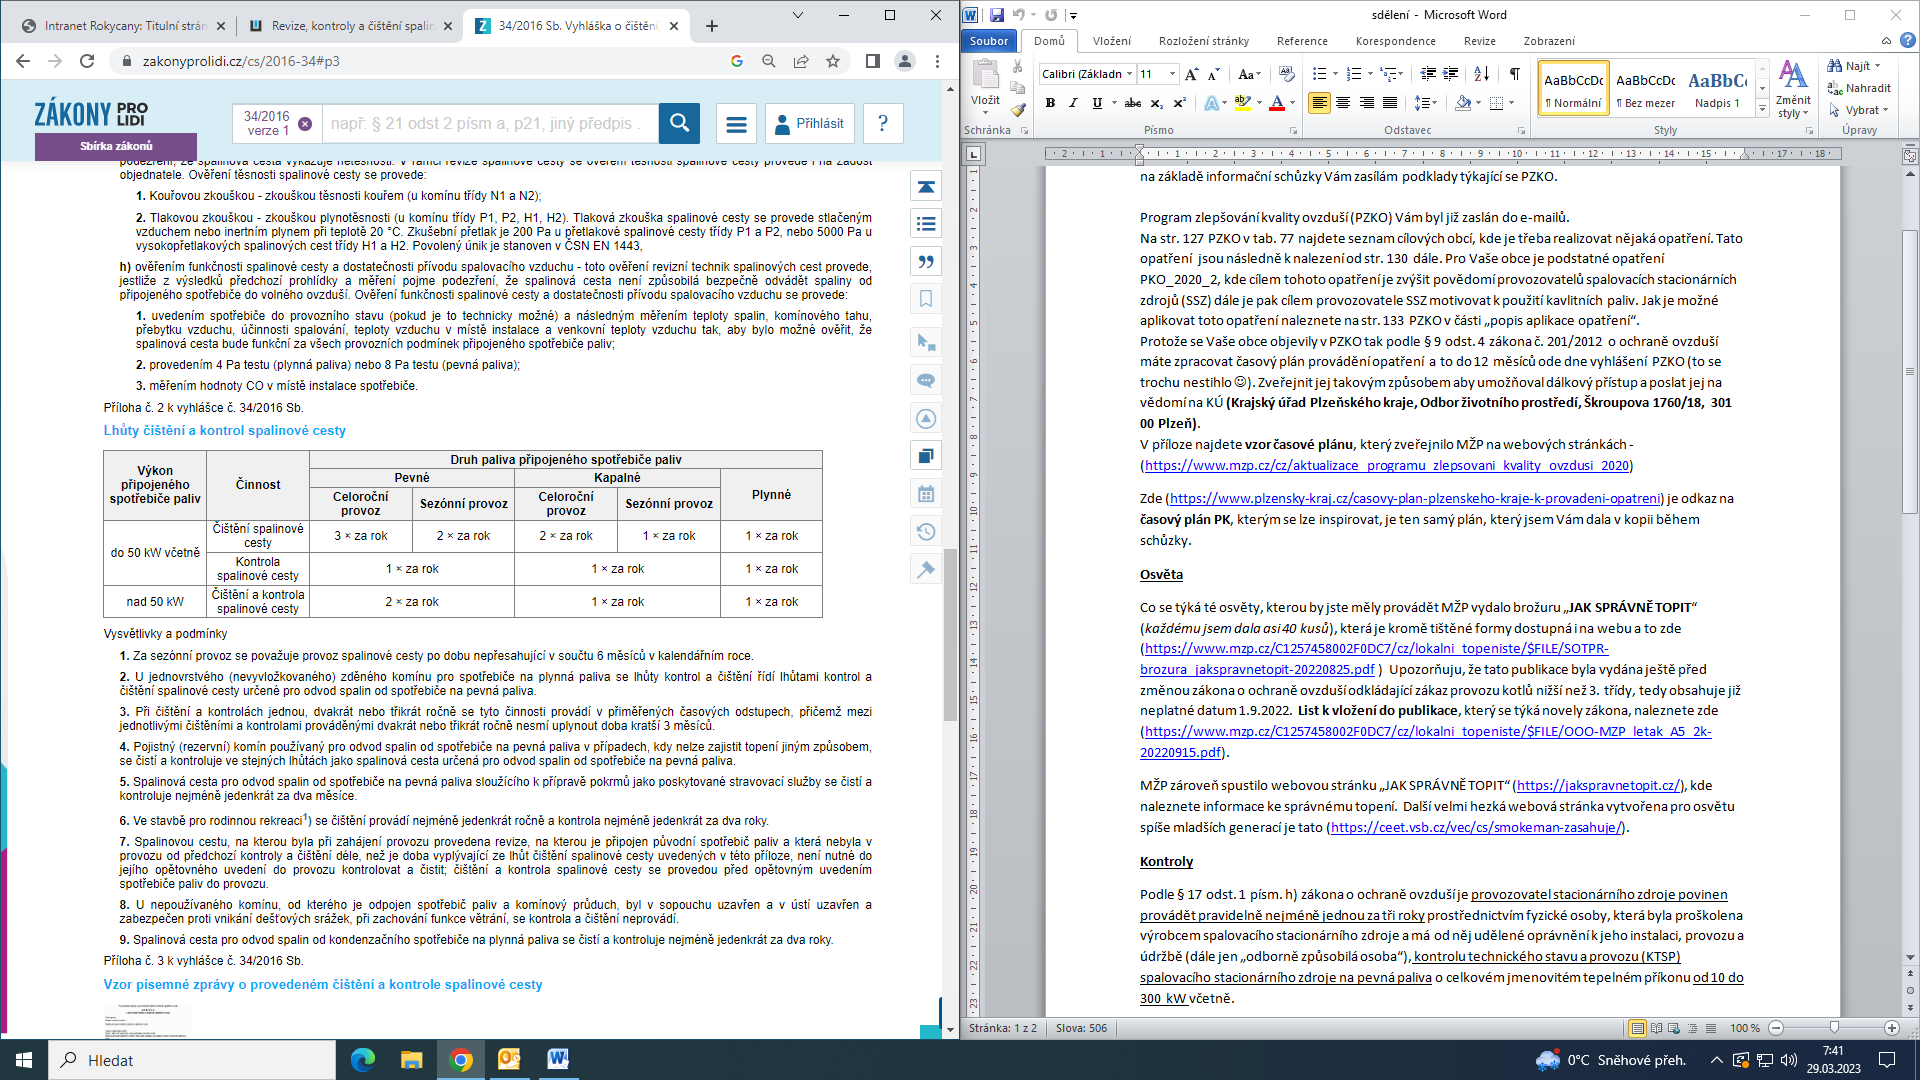 Intranet Rokycany: Titulní strán
Revize, kontroly a čištění spalin
34/2016 Sb. Vyhláška o čištění,
zakonyprolidi.cz/cs/2016-34#p3
ZÁKONY PRO LIDI
Sbírka zákonů
34/2016
verze 1
např: § 21 odst 2 písm a, p21, jiný předpis .
Přihlásit
?
podezření, že spalinová cesta vykazuje netěsnosti. V rámci revize spalinové cesty se ověření těsnosti spalinové cesty provede i na žádost
objednatele. Ověření těsnosti spalinové cesty se provede:
1. Kouřovou zkouškou - zkouškou těsnosti kouřem (u komínu třídy N1 a N2);
2. Tlakovou zkouškou - zkouškou plynotěsnosti (u komínu třídy P1, P2, H1, H2). Tlaková zkouška spalinové cesty se provede stlačeným
vzduchem nebo inertním plynem při teplotě 20 °C. Zkušební přetlak je 200 Pa u přetlakové spalinové cesty třídy P1 a P2, nebo 5000 Pa u
vysokopřetlakových spalinových cest třídy H1 a H2. Povolený únik je stanoven v ČSN EN 1443,
h) ověřením funkčnosti spalinové cesty a dostatečnosti přívodu spalovacího vzduchu - toto ověření revizní technik spalinových cest provede,
jestliže z výsledků předchozí prohlídky a měření pojme podezření, že spalinová cesta není způsobilá bezpečně odvádět spaliny od
připojeného spotřebiče do volného ovzduší. Ověření funkčnosti spalinové cesty a dostatečnosti přívodu spalovacího vzduchu se provede:
1. uvedením spotřebiče do provozního stavu (pokud je to technicky možné) a následným měřením teploty spalin, komínového tahu,
přebytku vzduchu, účinnosti spalování, teploty vzduchu v místě instalace a venkovní teploty vzduchu tak, aby bylo možné ověřit, že
spalinová cesta bude funkční za všech provozních podmínek připojeného spotřebiče paliv;
2. provedením 4 Pa testu (plynná paliva) nebo 8 Pa testu (pevná paliva);
3. měřením hodnoty CO v místě instalace spotřebiče.
Příloha č. 2 k vyhlášce č. 34/2016 Sb.
Lhůty čištění a kontrol spalinové cesty
Výkon připojeného spotřebiče paliv
Činnost
Druh paliva připojeného spotřebiče paliv
Pevné
Kapalné
Plynné
Celoroční provoz
Sezónní provoz
Celoroční provoz
Sezónní provoz
do 50 kW včetně
Čištění spalinové cesty
3 × za rok
2 × za rok
2 × za rok
1 × za rok
1 × za rok
Kontrola spalinové cesty
1 × za rok
1 × za rok
1 × za rok
nad 50 kW
Čištění a kontrola spalinové cesty
2 × za rok
1 × za rok
1 × za rok
Vysvětlivky a podmínky
1. Za sezónní provoz se považuje provoz spalinové cesty po dobu nepřesahující v součtu 6 měsíců v kalendářním roce.
2. U jednovrstvého (nevyvložkovaného) zděného komínu pro spotřebiče na plynná paliva se lhůty kontrol a čištění řídí lhůtami kontrol a
čištění spalinové cesty určené pro odvod spalin od spotřebiče na pevná paliva.
3. Při čištění a kontrolách jednou, dvakrát nebo třikrát ročně se tyto činnosti provádí v přiměřených časových odstupech, přičemž mezi
jednotlivými čištěními a kontrolami prováděnými dvakrát nebo třikrát ročně nesmí uplynout doba kratší 3 měsíců.
4. Pojistný (rezervní) komín používaný pro odvod spalin od spotřebiče na pevná paliva v případech, kdy nelze zajistit topení jiným způsobem,
se čistí a kontroluje ve stejných lhůtách jako spalinová cesta určená pro odvod spalin od spotřebiče na pevná paliva.
5. Spalinová cesta pro odvod spalin od spotřebiče na pevná paliva sloužícího k přípravě pokrmů jako poskytované stravovací služby se čistí a
kontroluje nejméně jedenkrát za dva měsíce.
6. Ve stavbě pro rodinnou rekreaci1) se čištění provádí nejméně jedenkrát ročně a kontrola nejméně jedenkrát za dva roky.
7. Spalinovou cestu, na kterou byla při zahájení provozu provedena revize, na kterou je připojen původní spotřebič paliv a která nebyla v
provozu od předchozí kontroly a čištění déle, než je doba vyplývající ze lhůt čištění spalinové cesty uvedených v této příloze, není nutné do
jejího opětovného uvedení do provozu kontrolovat a čistit; čištění a kontrola spalinové cesty se provedou před opětovným uvedením
spotřebiče paliv do provozu.
8. U nepoužívaného komínu, od kterého je odpojen spotřebič paliv a komínový průduch, byl v sopouchu uzavřen a v ústí uzavřen a
zabezpečen proti vnikání dešťových srážek, při zachování funkce větrání, se kontrola a čištění neprovádí.
9. Spalinová cesta pro odvod spalin od kondenzačního spotřebiče na plynná paliva se čistí a kontroluje nejméně jedenkrát za dva roky.
Příloha č. 3 k vyhlášce č. 34/2016 Sb.
Vzor písemné zprávy o provedeném čištění a kontrole spalinové cesty
sdělení - Microsoft Word
Soubor Domů Vložení Rozložení stránky Reference Korespondence Revize Zobrazení
Vložit
Schránka
Calibri (Základn 11
Písmo
Odstavec
AaBbCcDc
¶ Normální
AaBbCcDc
¶ Bez mezer
AaBbC
Nadpis 1
Změnit styly
Styly
Najít
Nahradit
Vybrat
Úpravy
na základě informační schůzky Vám zasílám podklady týkající se PZKO.
Program zlepšování kvality ovzduší (PZKO) Vám byl již zaslán do e-mailů.
Na str. 127 PZKO v tab. 77 najdete seznam cílových obcí, kde je třeba realizovat nějaká opatření. Tato
opatření jsou následně k nalezení od str. 130 dále. Pro Vaše obce je podstatné opatření
PKO_2020_2, kde cílem tohoto opatření je zvýšit povědomí provozovatelů spalovacích stacionárních
zdrojů (SSZ) dále je pak cílem provozovatele SSZ motivovat k použití kavlitních paliv. Jak je možné
aplikovat toto opatření naleznete na str. 133 PZKO v části „popis aplikace opatření“.
Protože se Vaše obce objevily v PZKO tak podle § 9 odst. 4 zákona č. 201/2012 o ochraně ovzduší
máte zpracovat časový plán provádění opatření a to do 12 měsíců ode dne vyhlášení PZKO (to se
trochu nestihlo ☺). Zveřejnit jej takovým způsobem aby umožňoval dálkový přístup a poslat jej na
vědomí na KÚ (Krajský úřad Plzeňského kraje, Odbor životního prostředí, Škroupova 1760/18, 301
00 Plzeň).
V příloze najdete vzor časové plánu, který zveřejnilo MŽP na webových stránkách -
(https://www.mzp.cz/cz/aktualizace_programu_zlepsovani_kvality_ovzdusi_2020)
Zde (https://www.plzensky-kraj.cz/casovy-plan-plzenskeho-kraje-k-provadeni-opatreni) je odkaz na
časový plán PK, kterým se lze inspirovat, je ten samý plán, který jsem Vám dala v kopii během
schůzky.
Osvěta
Co se týká té osvěty, kterou by jste měly provádět MŽP vydalo brožuru „JAK SPRÁVNĚ TOPIT“
(každému jsem dala asi 40 kusů), která je kromě tištěné formy dostupná i na webu a to zde
(https://www.mzp.cz/C1257458002F0DC7/cz/lokalni_topeniste/$FILE/SOTPR-
brozura_jakspravnetopit-20220825.pdf ) Upozorňuju, že tato publikace byla vydána ještě před
změnou zákona o ochraně ovzduší odkládající zákaz provozu kotlů nižší než 3. třídy, tedy obsahuje již
neplatné datum 1.9.2022. List k vložení do publikace, který se týká novely zákona, naleznete zde
(https://www.mzp.cz/C1257458002F0DC7/cz/lokalni_topeniste/$FILE/OOO-MZP_letak_A5_2k-
20220915.pdf).
MŽP zároveň spustilo webovou stránku „JAK SPRÁVNĚ TOPIT“ (https://jakspravnetopit.cz/), kde
naleznete informace ke správnému topení. Další velmi hezká webová stránka vytvořena pro osvětu
spíše mladších generací je tato (https://ceet.vsb.cz/vec/cs/smokeman-zasahuje/).
Kontroly
Podle § 17 odst. 1 písm. h) zákona o ochraně ovzduší je provozovatel stacionárního zdroje povinen
provádět pravidelně nejméně jednou za tři roky prostřednictvím fyzické osoby, která byla proškolena
výrobcem spalovacího stacionárního zdroje a má od něj udělené oprávnění k jeho instalaci, provozu a
údržbě (dále jen „odborně způsobilá osoba“), kontrolu technického stavu a provozu (KTSP)
spalovacího stacionárního zdroje na pevná paliva o celkovém jmenovitém tepelném příkonu od 10 do
300 kW včetně.
Stránka: 1 z 2 Slova: 506
100 %
Hledat
0°C Sněhové přeh.
7:41
29.03.2023